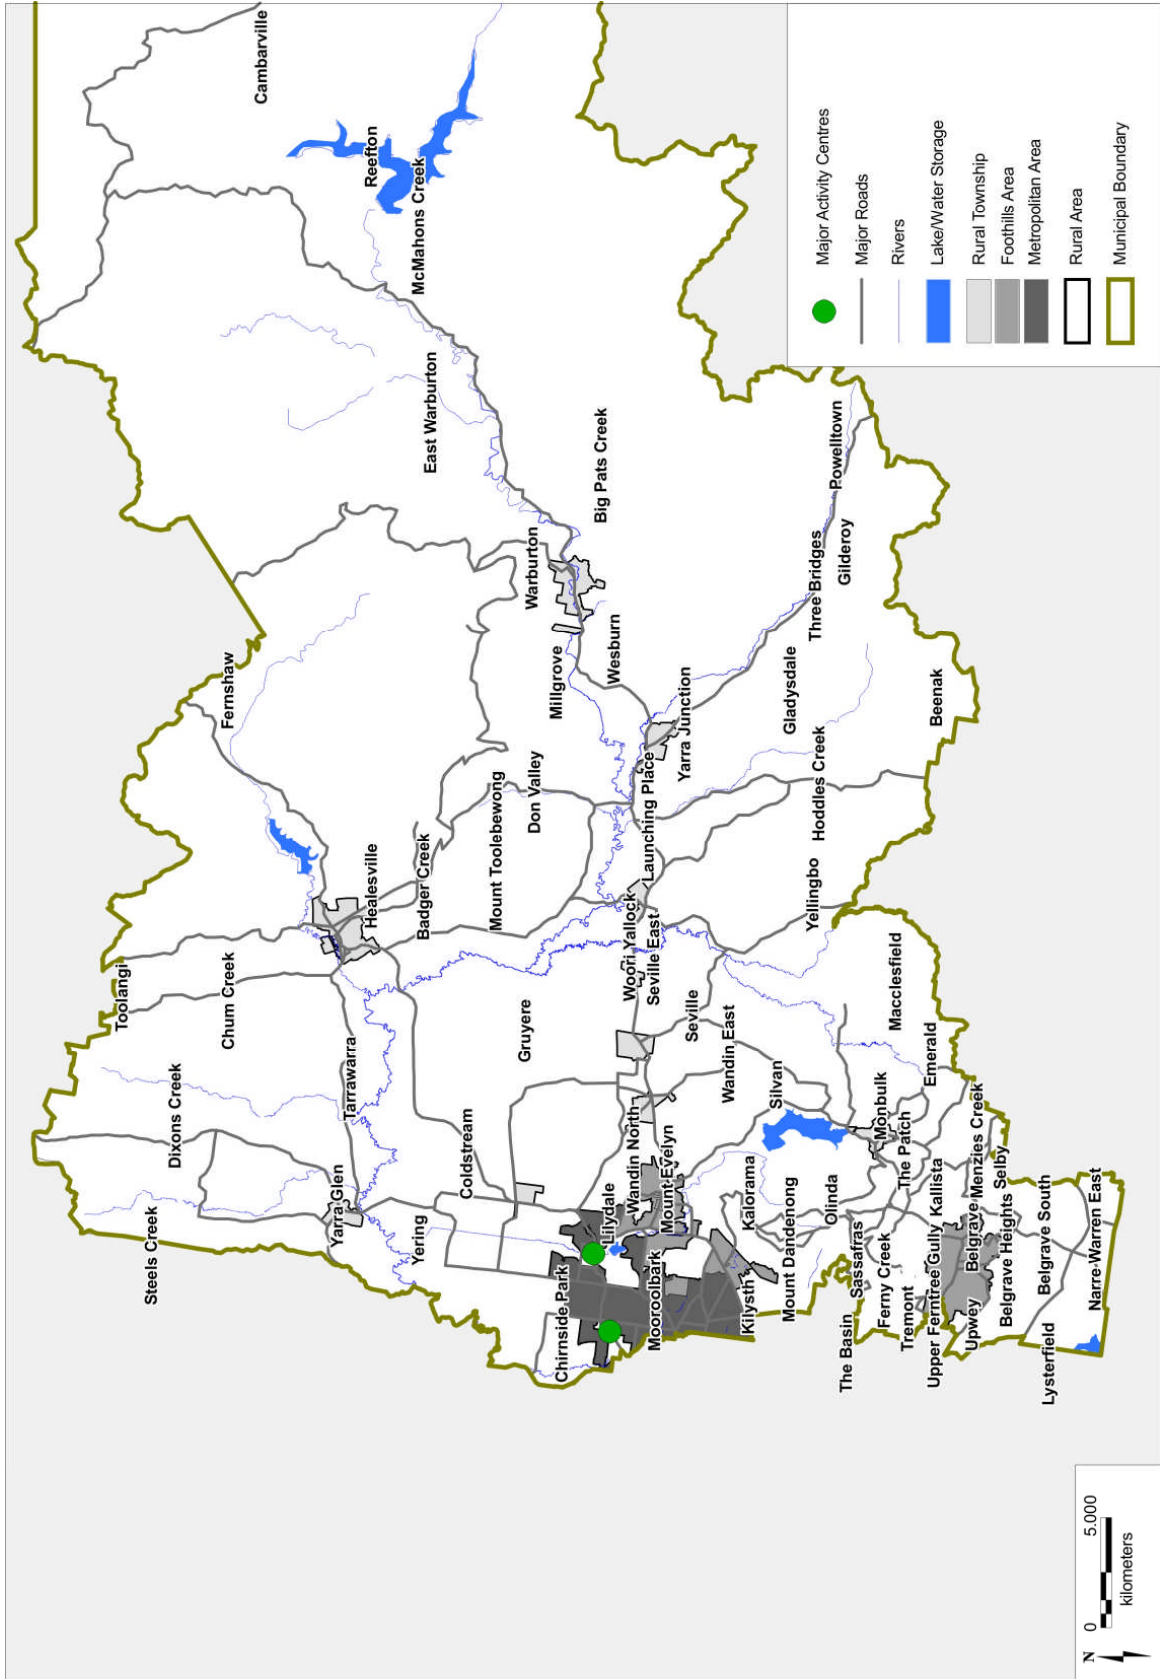 Cambarville
Reefton
McMahons Creek
East Warburton
Big Pats Creek
Powelltown
Gilderoy
Three Bridges
Warburton
Wesburn
Millgrove
Fernshaw
Yarra Junction
Gladysdale
Beenak
Hoddles Creek
Launching Place
Don Valley
Mount Toolebewong
Badger Creek
Healesville
Yellingbo
Woori Yallock
Seville East
Toolangi
Chum Creek
Gruyere
Seville
Macclesfield
Wandin East
Emerald
Silvan
Monbulk
The Patch
Tarrawarra
Dixons Creek
Coldstream
Wandin North
Mount Evelyn
Menzies Creek
Selby
Kallista
Belgrave
Olinda
Kalorama
Mount Dandenong
Lilydale
Yarra Glen
Yering
Steels Creek
Chirnside Park
Mooroolbark
Kilysth
Sassafras
The Basin
Ferny Creek
Tremont
Upper Ferntree Gully
Upwey
Belgrave Heights
Belgrave South
Narre Warren East
Lysterfield
Major Activity Centres
Major Roads
Rivers
Lake/Water Storage
Rural Township
Foothills Area
Metropolitan Area
Rural Area
Municipal Boundary
N
0 5.000
kilometers